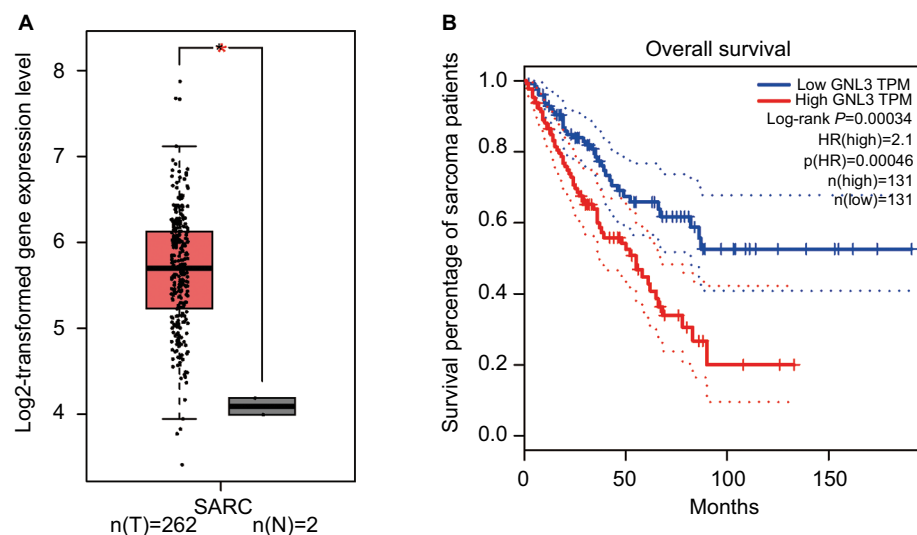 A
Log2-transformed gene expression level
8
7
6
5
4
*
SARC
n(T)=262 n(N)=2
B
Overall survival
Survival percentage of sarcoma patients
1.0
0.8
0.6
0.4
0.2
0.0
Low GNL3 TPM
High GNL3 TPM
Log-rank P=0.00034
HR(high)=2.1
p(HR)=0.00046
n(high)=131
n(low)=131
0 50 100 150
Months